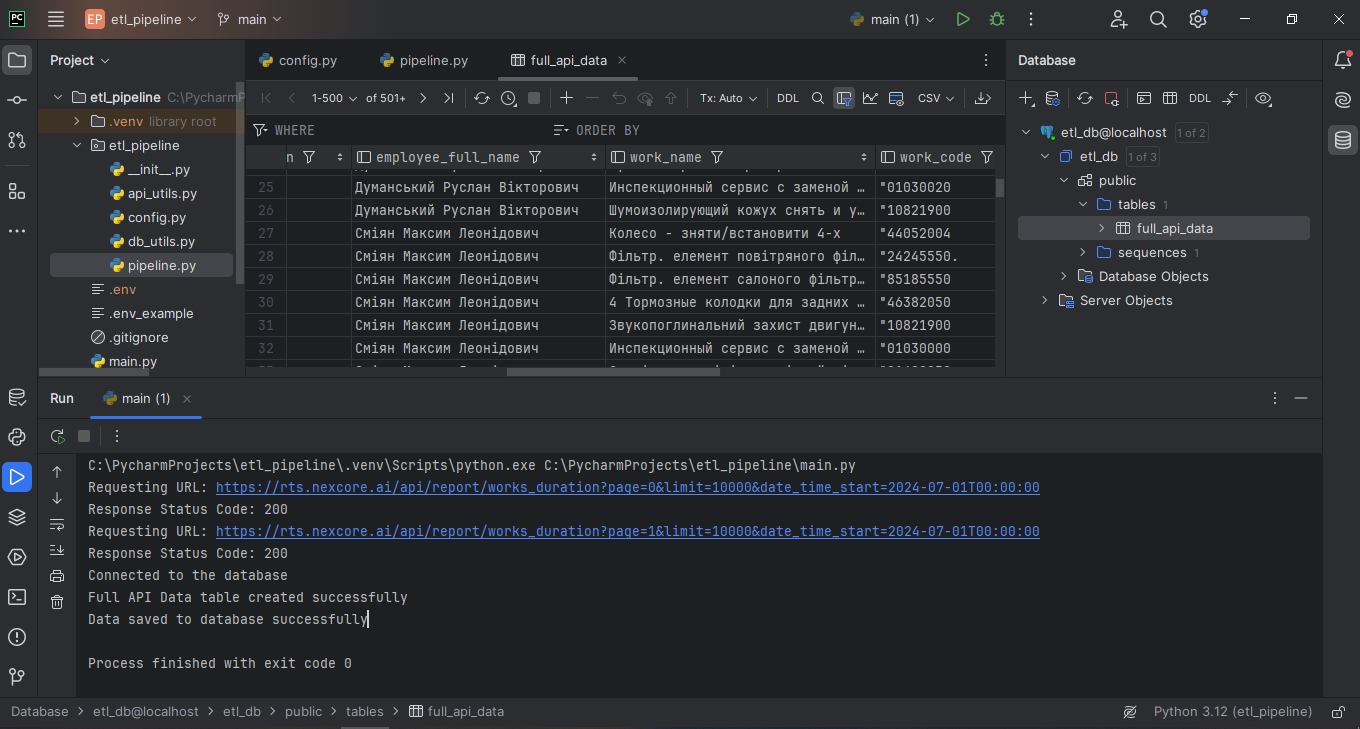 PC
EP etl_pipeline
main
main (1)
Project
etl_pipeline C:\PycharmP
.venv library root
etl_pipeline
__init__.py
api_utils.py
config.py
db_utils.py
pipeline.py
.env
.env_example
.gitignore
main.py
config.py
pipeline.py
full_api_data
1-500 of 501+
Tx: Auto
DDL
CSV
WHERE
ORDER BY
n employee_full_name work_name work_code
25 Думанський Руслан Вікторович Инспекционный сервис с заменой … "01030020
26 Думанський Руслан Вікторович Шумоизолирующий кожух снять и у… "10821900
27 Сміян Максим Леонідович Колесо - зняти/встановити 4-х "44052004
28 Сміян Максим Леонідович Фільтр. елемент повітряного філ… "24245550.
29 Сміян Максим Леонідович Фільтр. елемент салоного фільтр… "85185550
30 Сміян Максим Леонідович 4 Тормозные колодки для задних … "46382050
31 Сміян Максим Леонідович Звукопоглинальний захист двигун… "10821900
32 Сміян Максим Леонідович Инспекционный сервис с заменой … "01030000
Database
DDL
etl_db@localhost 1 of 2
etl_db 1 of 3
public
tables 1
full_api_data
sequences 1
Database Objects
Server Objects
Run
main (1)
C:\PycharmProjects\etl_pipeline\.venv\Scripts\python.exe C:\PycharmProjects\etl_pipeline\main.py
Requesting URL: https://rts.nexcore.ai/api/report/works_duration?page=0&limit=10000&date_time_start=2024-07-01T00:00:00
Response Status Code: 200
Requesting URL: https://rts.nexcore.ai/api/report/works_duration?page=1&limit=10000&date_time_start=2024-07-01T00:00:00
Response Status Code: 200
Connected to the database
Full API Data table created successfully
Data saved to database successfully
Process finished with exit code 0
Database > etl_db@localhost > etl_db > public > tables > full_api_data
Python 3.12 (etl_pipeline)